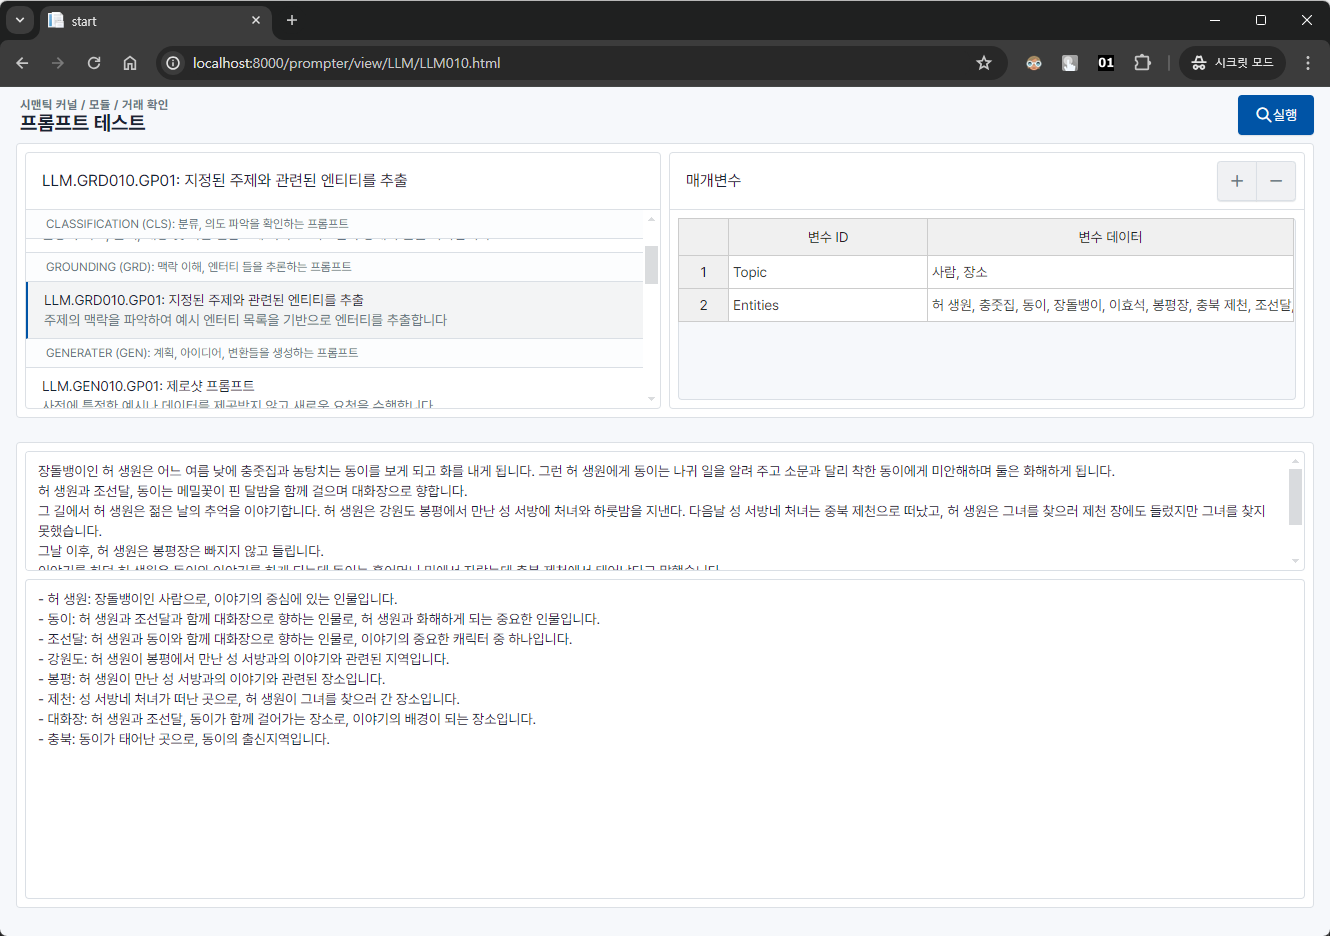 start
localhost:8000/prompter/view/LLM/LLM010.html
01
시크릿 모드
시맨틱 커널 / 모듈 / 거래 확인
프롬프트 테스트
실행
LLM.GRD010.GP01: 지정된 주제와 관련된 엔티티를 추출
CLASSIFICATION (CLS): 분류, 의도 파악을 확인하는 프롬프트
GROUNDING (GRD): 맥락 이해, 엔터티 들을 추론하는 프롬프트
LLM.GRD010.GP01: 지정된 주제와 관련된 엔티티를 추출
주제의 맥락을 파악하여 예시 엔터티 목록을 기반으로 엔터티를 추출합니다
GENERATER (GEN): 계획, 아이디어, 변환들을 생성하는 프롬프트
LLM.GEN010.GP01: 제로샷 프롬프트
사전에 특정한 예시나 데이터를 제공받지 않고 새로운 요청을 수행합니다
매개변수
변수 ID 변수 데이터
1 Topic 사람, 장소
2 Entities 허 생원, 충줏집, 동이, 장돌뱅이, 이효석, 봉평장, 충북 제천, 조선달,
장돌뱅이인 허 생원은 어느 여름 낮에 충줏집과 농탕치는 동이를 보게 되고 화를 내게 됩니다. 그런 허 생원에게 동이는 나귀 일을 알려 주고 소문과 달리 착한 동이에게 미안해하며 둘은 화해하게 됩니다.
허 생원과 조선달, 동이는 메밀꽃이 핀 달밤을 함께 걸으며 대화장으로 향합니다.
그 길에서 허 생원은 젊은 날의 추억을 이야기합니다. 허 생원은 강원도 봉평에서 만난 성 서방에 처녀와 하룻밤을 지낸다. 다음날 성 서방네 처녀는 중북 제천으로 떠났고, 허 생원은 그녀를 찾으러 제천 장에도 들렀지만 그녀를 찾지
못했습니다.
그날 이후, 허 생원은 봉평장은 빠지지 않고 들립니다.
- 허 생원: 장돌뱅이인 사람으로, 이야기의 중심에 있는 인물입니다.
- 동이: 허 생원과 조선달과 함께 대화장으로 향하는 인물로, 허 생원과 화해하게 되는 중요한 인물입니다.
- 조선달: 허 생원과 동이와 함께 대화장으로 향하는 인물로, 이야기의 중요한 캐릭터 중 하나입니다.
- 강원도: 허 생원이 봉평에서 만난 성 서방과의 이야기와 관련된 지역입니다.
- 봉평: 허 생원이 만난 성 서방과의 이야기와 관련된 장소입니다.
- 제천: 성 서방네 처녀가 떠난 곳으로, 허 생원이 그녀를 찾으러 간 장소입니다.
- 대화장: 허 생원과 조선달, 동이가 함께 걸어가는 장소로, 이야기의 배경이 되는 장소입니다.
- 충북: 동이가 태어난 곳으로, 동이의 출신지역입니다.